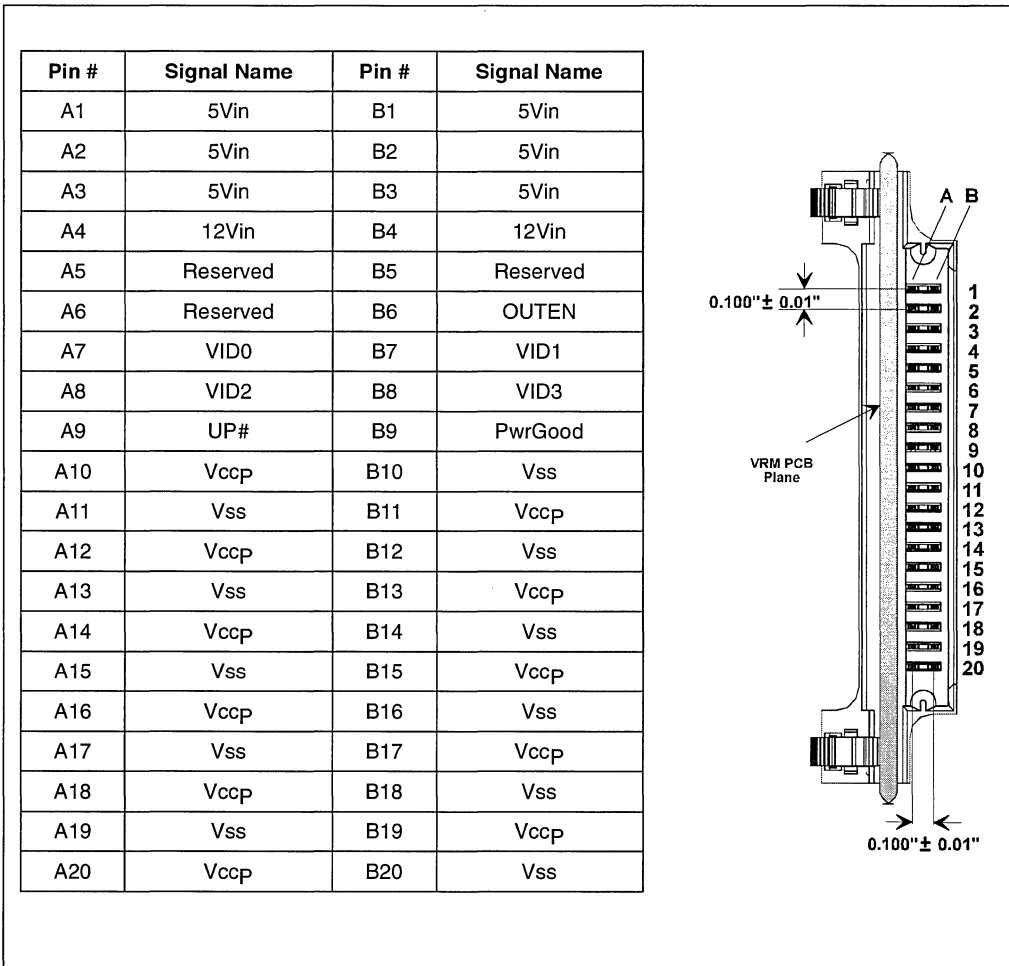 Pin # Signal Name Pin # Signal Name
A1 5Vin B1 5Vin
A2 5Vin B2 5Vin
A3 5Vin B3 5Vin
A4 12Vin B4 12Vin
A5 Reserved B5 Reserved
A6 Reserved B6 OUTEN
A7 VID0 B7 VID1
A8 VID2 B8 VID3
A9 UP# B9 PwrGood
A10 VccP B10 Vss
A11 Vss B11 VccP
A12 VccP B12 Vss
A13 Vss B13 VccP
A14 VccP B14 Vss
A15 Vss B15 VccP
A16 VccP B16 Vss
A17 Vss B17 VccP
A18 VccP B18 Vss
A19 Vss B19 VccP
A20 VccP B20 Vss
A B
0.100"± 0.01"
1
2
3
4
5
6
7
8
9
10
11
12
13
14
15
16
17
18
19
20
VRM PCB
Plane
0.100"± 0.01"